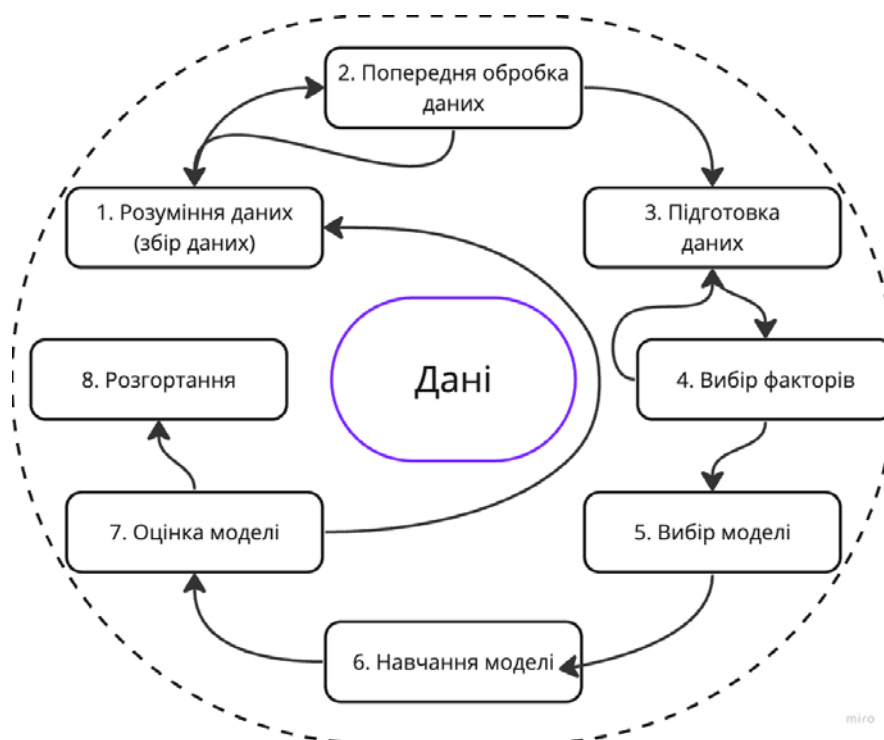 2. Попередня обробка
даних
1. Розуміння даних
(збір даних)
3. Підготовка
даних
Дані
8. Розгортання
4. Вибір факторів
7. Оцінка моделі
5. Вибір моделі
6. Навчання моделі
miro